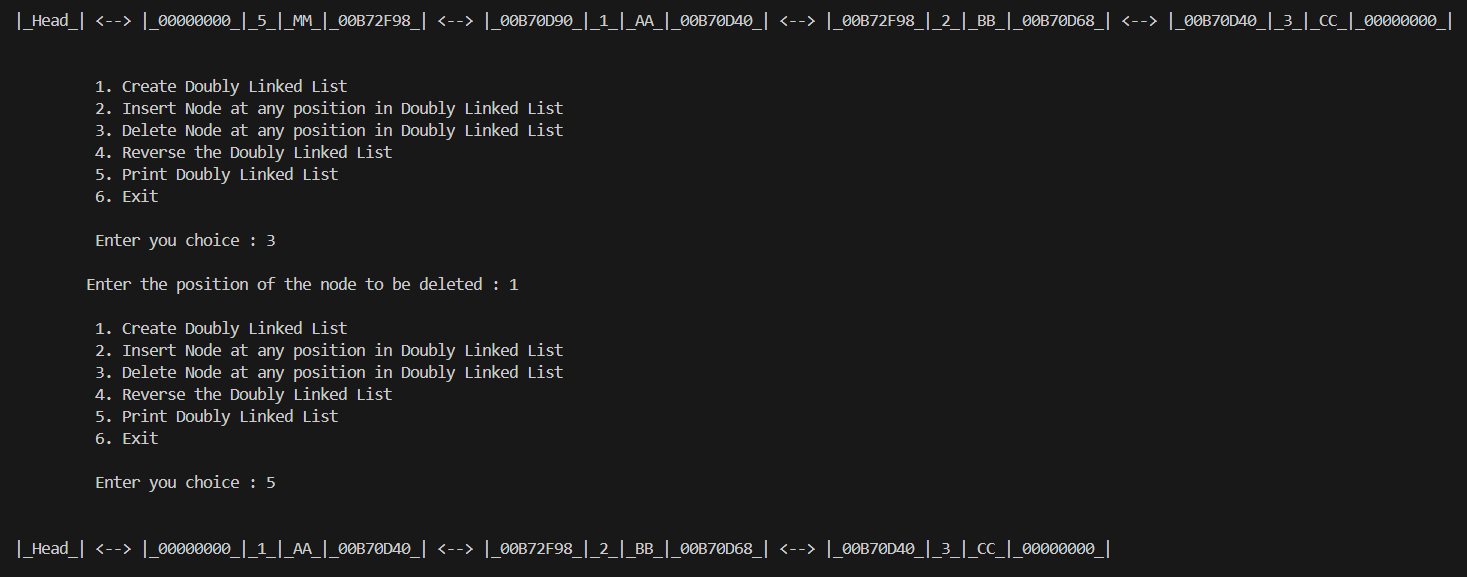 |_Head_| <--> |_00000000_|_5_|_MM_|_00B72F98_| <--> |_00B70D90_|_1_|_AA_|_00B70D40_| <--> |_00B72F98_|_2_|_BB_|_00B70D68_| <--> |_00B70D40_|_3_|_CC_|_00000000_|
1. Create Doubly Linked List
2. Insert Node at any position in Doubly Linked List
3. Delete Node at any position in Doubly Linked List
4. Reverse the Doubly Linked List
5. Print Doubly Linked List
6. Exit
Enter you choice : 3
Enter the position of the node to be deleted : 1
1. Create Doubly Linked List
2. Insert Node at any position in Doubly Linked List
3. Delete Node at any position in Doubly Linked List
4. Reverse the Doubly Linked List
5. Print Doubly Linked List
6. Exit
Enter you choice : 5
|_Head_| <--> |_00000000_|_1_|_AA_|_00B70D40_| <--> |_00B72F98_|_2_|_BB_|_00B70D68_| <--> |_00B70D40_|_3_|_CC_|_00000000_|